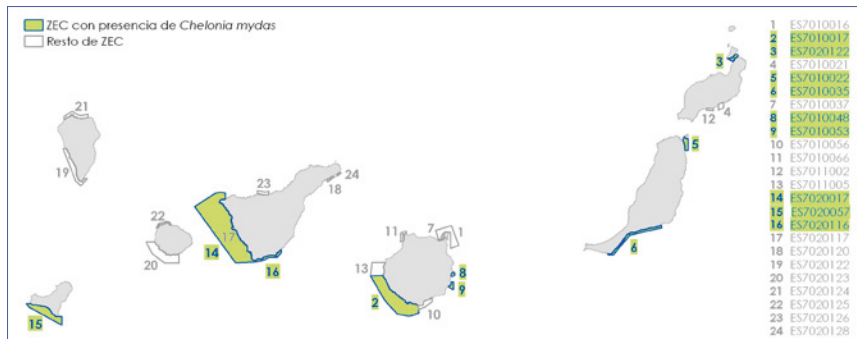 ZEC con presencia de Chelonia mydas
Resto de ZEC
1 ES7010016
2 ES7010017
3 ES7020122
4 ES7010021
5 ES7010022
6 ES7010035
7 ES7010037
8 ES7010048
9 ES7010053
10 ES7010056
11 ES7010066
12 ES7011002
13 ES7011005
14 ES7020017
15 ES7020057
16 ES7020116
17 ES7020117
18 ES7020120
19 ES7020122
20 ES7020123
21 ES7020124
22 ES7020125
23 ES7020126
24 ES7020128
3
12
4
21
5
19
24
18
23
22
17
11
7
1
14
20
16
13
8
9
6
2
10
15